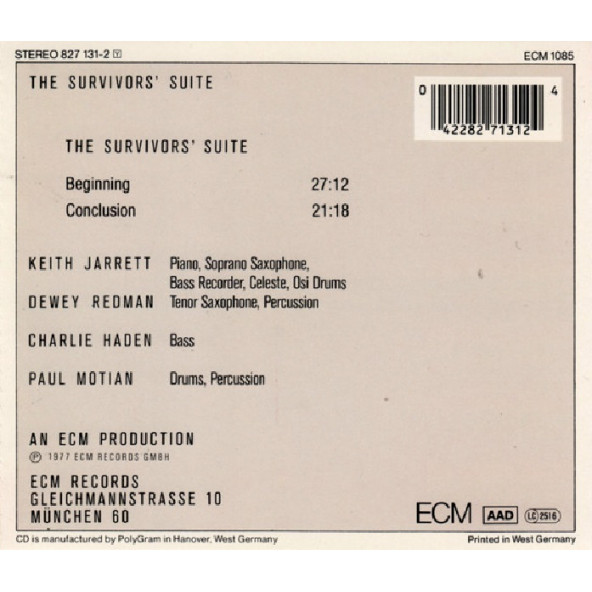 STEREO 827 131-2 Y
ECM 1085
THE SURVIVORS' SUITE
0 42282 71312 4
THE SURVIVORS' SUITE
Beginning 27:12
Conclusion 21:18
KEITH JARRETT Piano, Soprano Saxophone,
Bass Recorder, Celeste, Osi Drums
DEWEY REDMAN Tenor Saxophone, Percussion
CHARLIE HADEN Bass
PAUL MOTIAN Drums, Percussion
AN ECM PRODUCTION
℗ 1977 ECM RECORDS GMBH
ECM RECORDS
GLEICHMANNSTRASSE 10
MÜNCHEN 60
ECM AAD LC 2516
CD is manufactured by PolyGram in Hanover, West Germany
Printed in West Germany